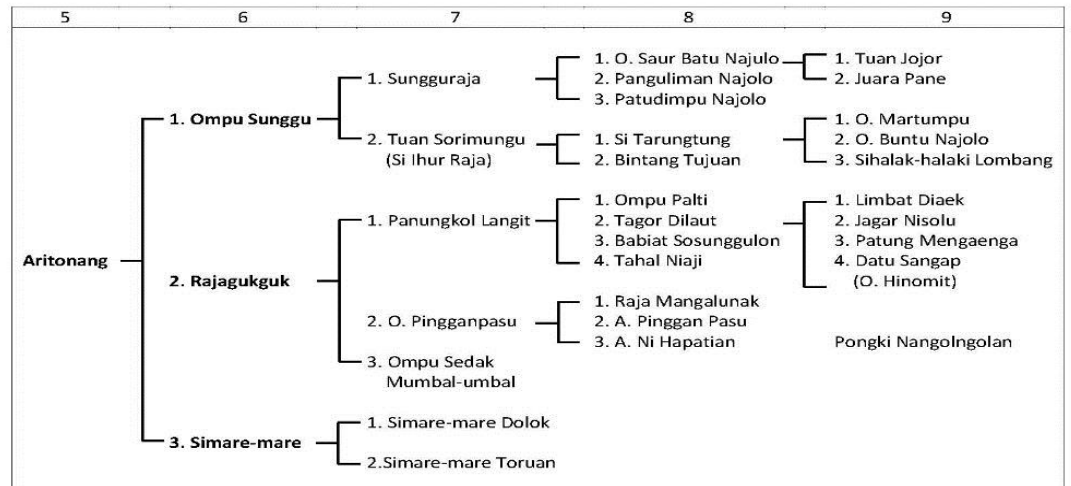 5 6 7 8 9
Aritonang
1. Ompu Sunggu
2. Rajagukguk
3. Simare-mare
1. Sungguraja
2. Tuan Sorimungu
(Si Ihur Raja)
1. Panungkol Langit
2. O. Pingganpasu
3. Ompu Sedak
Mumbal-umbal
1. Simare-mare Dolok
2.Simare-mare Toruan
1. O. Saur Batu Najulo
2. Panguliman Najolo
3. Patudimpu Najolo
1. Si Tarungtung
2. Bintang Tujuan
1. Ompu Palti
2. Tagor Dilaut
3. Babiat Sosunggulon
4. Tahal Niaji
1. Raja Mangalunak
2. A. Pinggan Pasu
3. A. Ni Hapatian
1. Tuan Jojor
2. Juara Pane
1. O. Martumpu
2. O. Buntu Najolo
3. Sihalak-halaki Lombang
1. Limbat Diaek
2. Jagar Nisolu
3. Patung Mengaenga
4. Datu Sangap
(O. Hinomit)
Pongki Nangolngolan